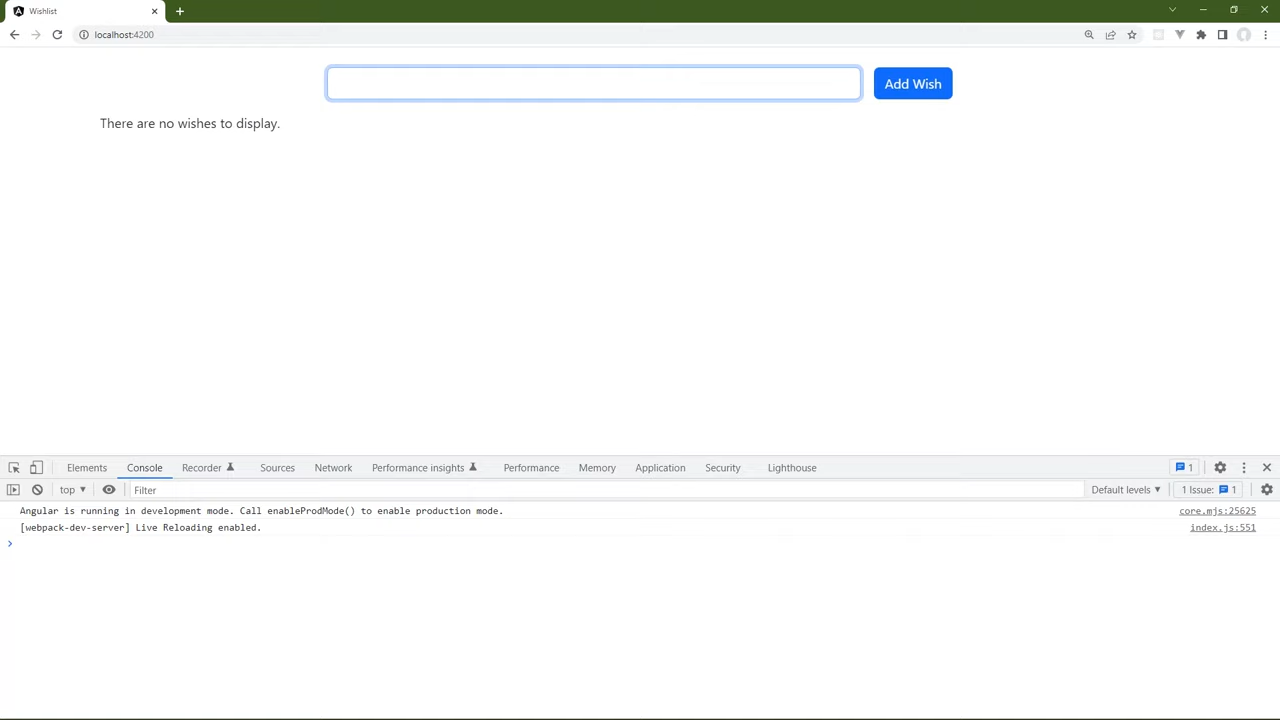 Wishlist
localhost:4200
Add Wish
There are no wishes to display.
Elements Console Recorder Sources Network Performance insights Performance Memory Application Security Lighthouse 1
top Filter Default levels 1 Issue: 1
Angular is running in development mode. Call enableProdMode() to enable production mode. core.mjs:25625
[webpack-dev-server] Live Reloading enabled. index.js:551